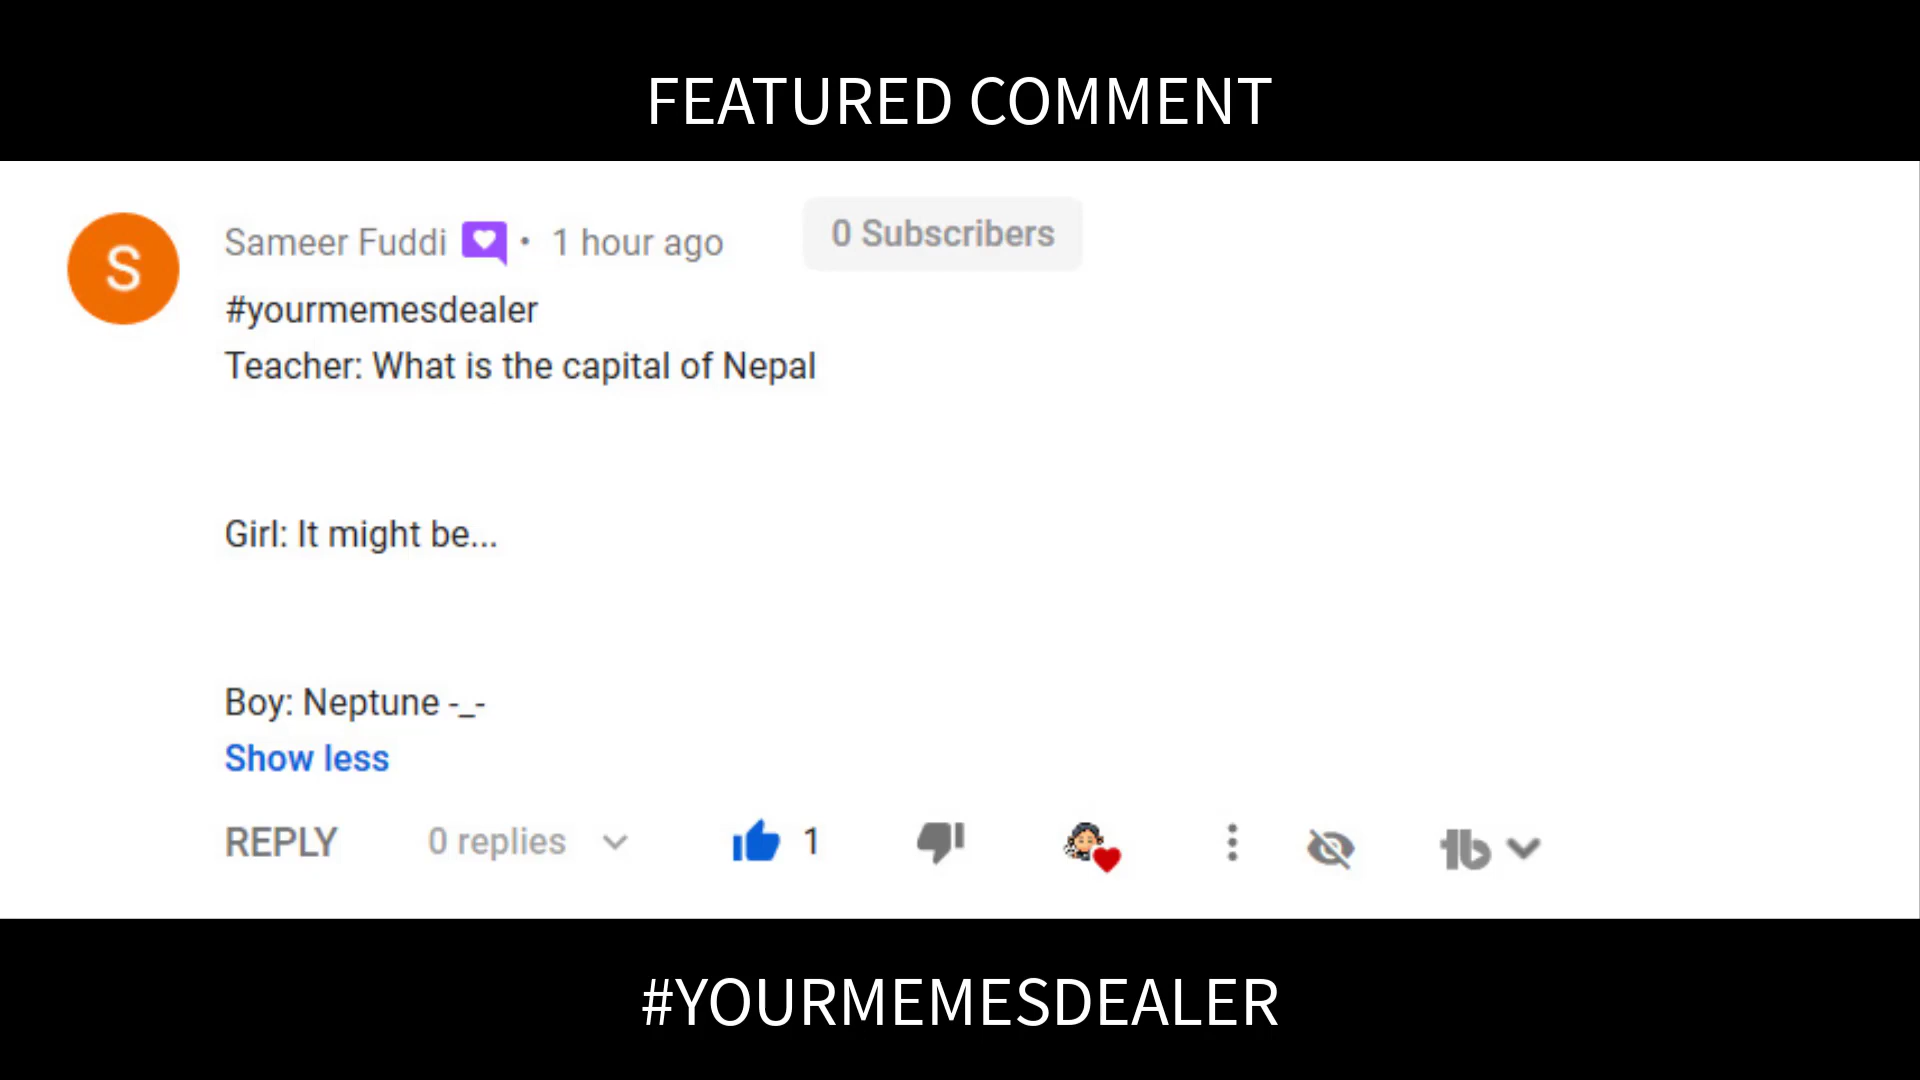 FEATURED COMMENT
S
Sameer Fuddi • 1 hour ago
0 Subscribers
#yourmemesdealer
Teacher: What is the capital of Nepal
Girl: It might be...
Boy: Neptune -_-
Show less
REPLY 0 replies 1
#YOURMEMESDEALER